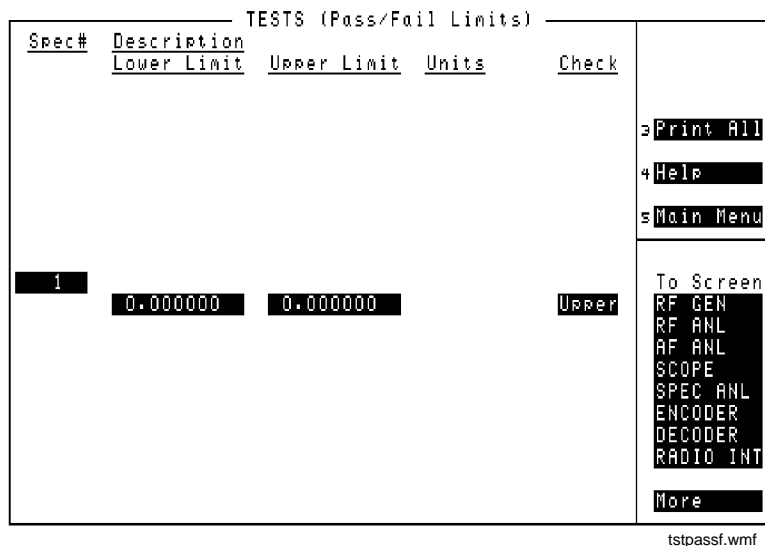 TESTS (Pass/Fail Limits)
Spec# Description
Lower Limit Upper Limit Units Check
3 Print All
4 Help
5 Main Menu
1
0.000000 0.000000 Upper
To Screen
RF GEN
RF ANL
AF ANL
SCOPE
SPEC ANL
ENCODER
DECODER
RADIO INT
More
tstpassf.wmf